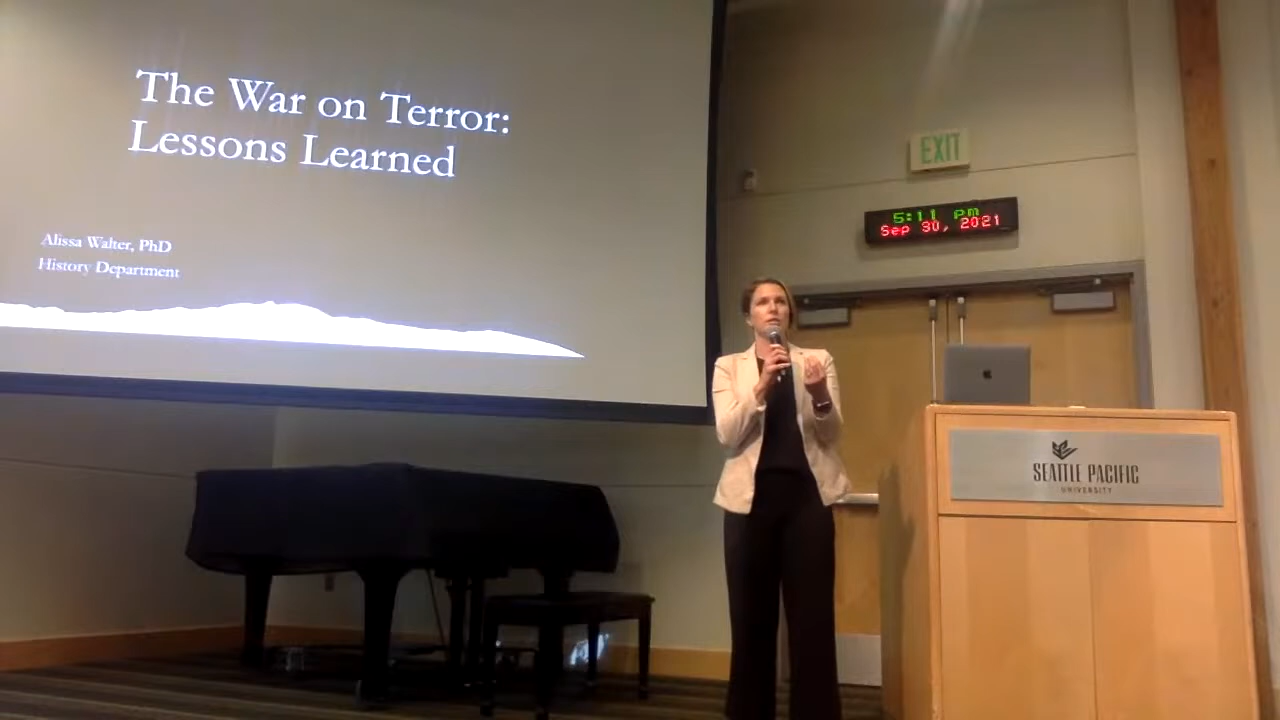 The War on Terror:
Lessons Learned
Alissa Walter, PhD
History Department
EXIT
5:11 pm
Sep 30, 2021
SEATTLE PACIFIC
UNIVERSITY